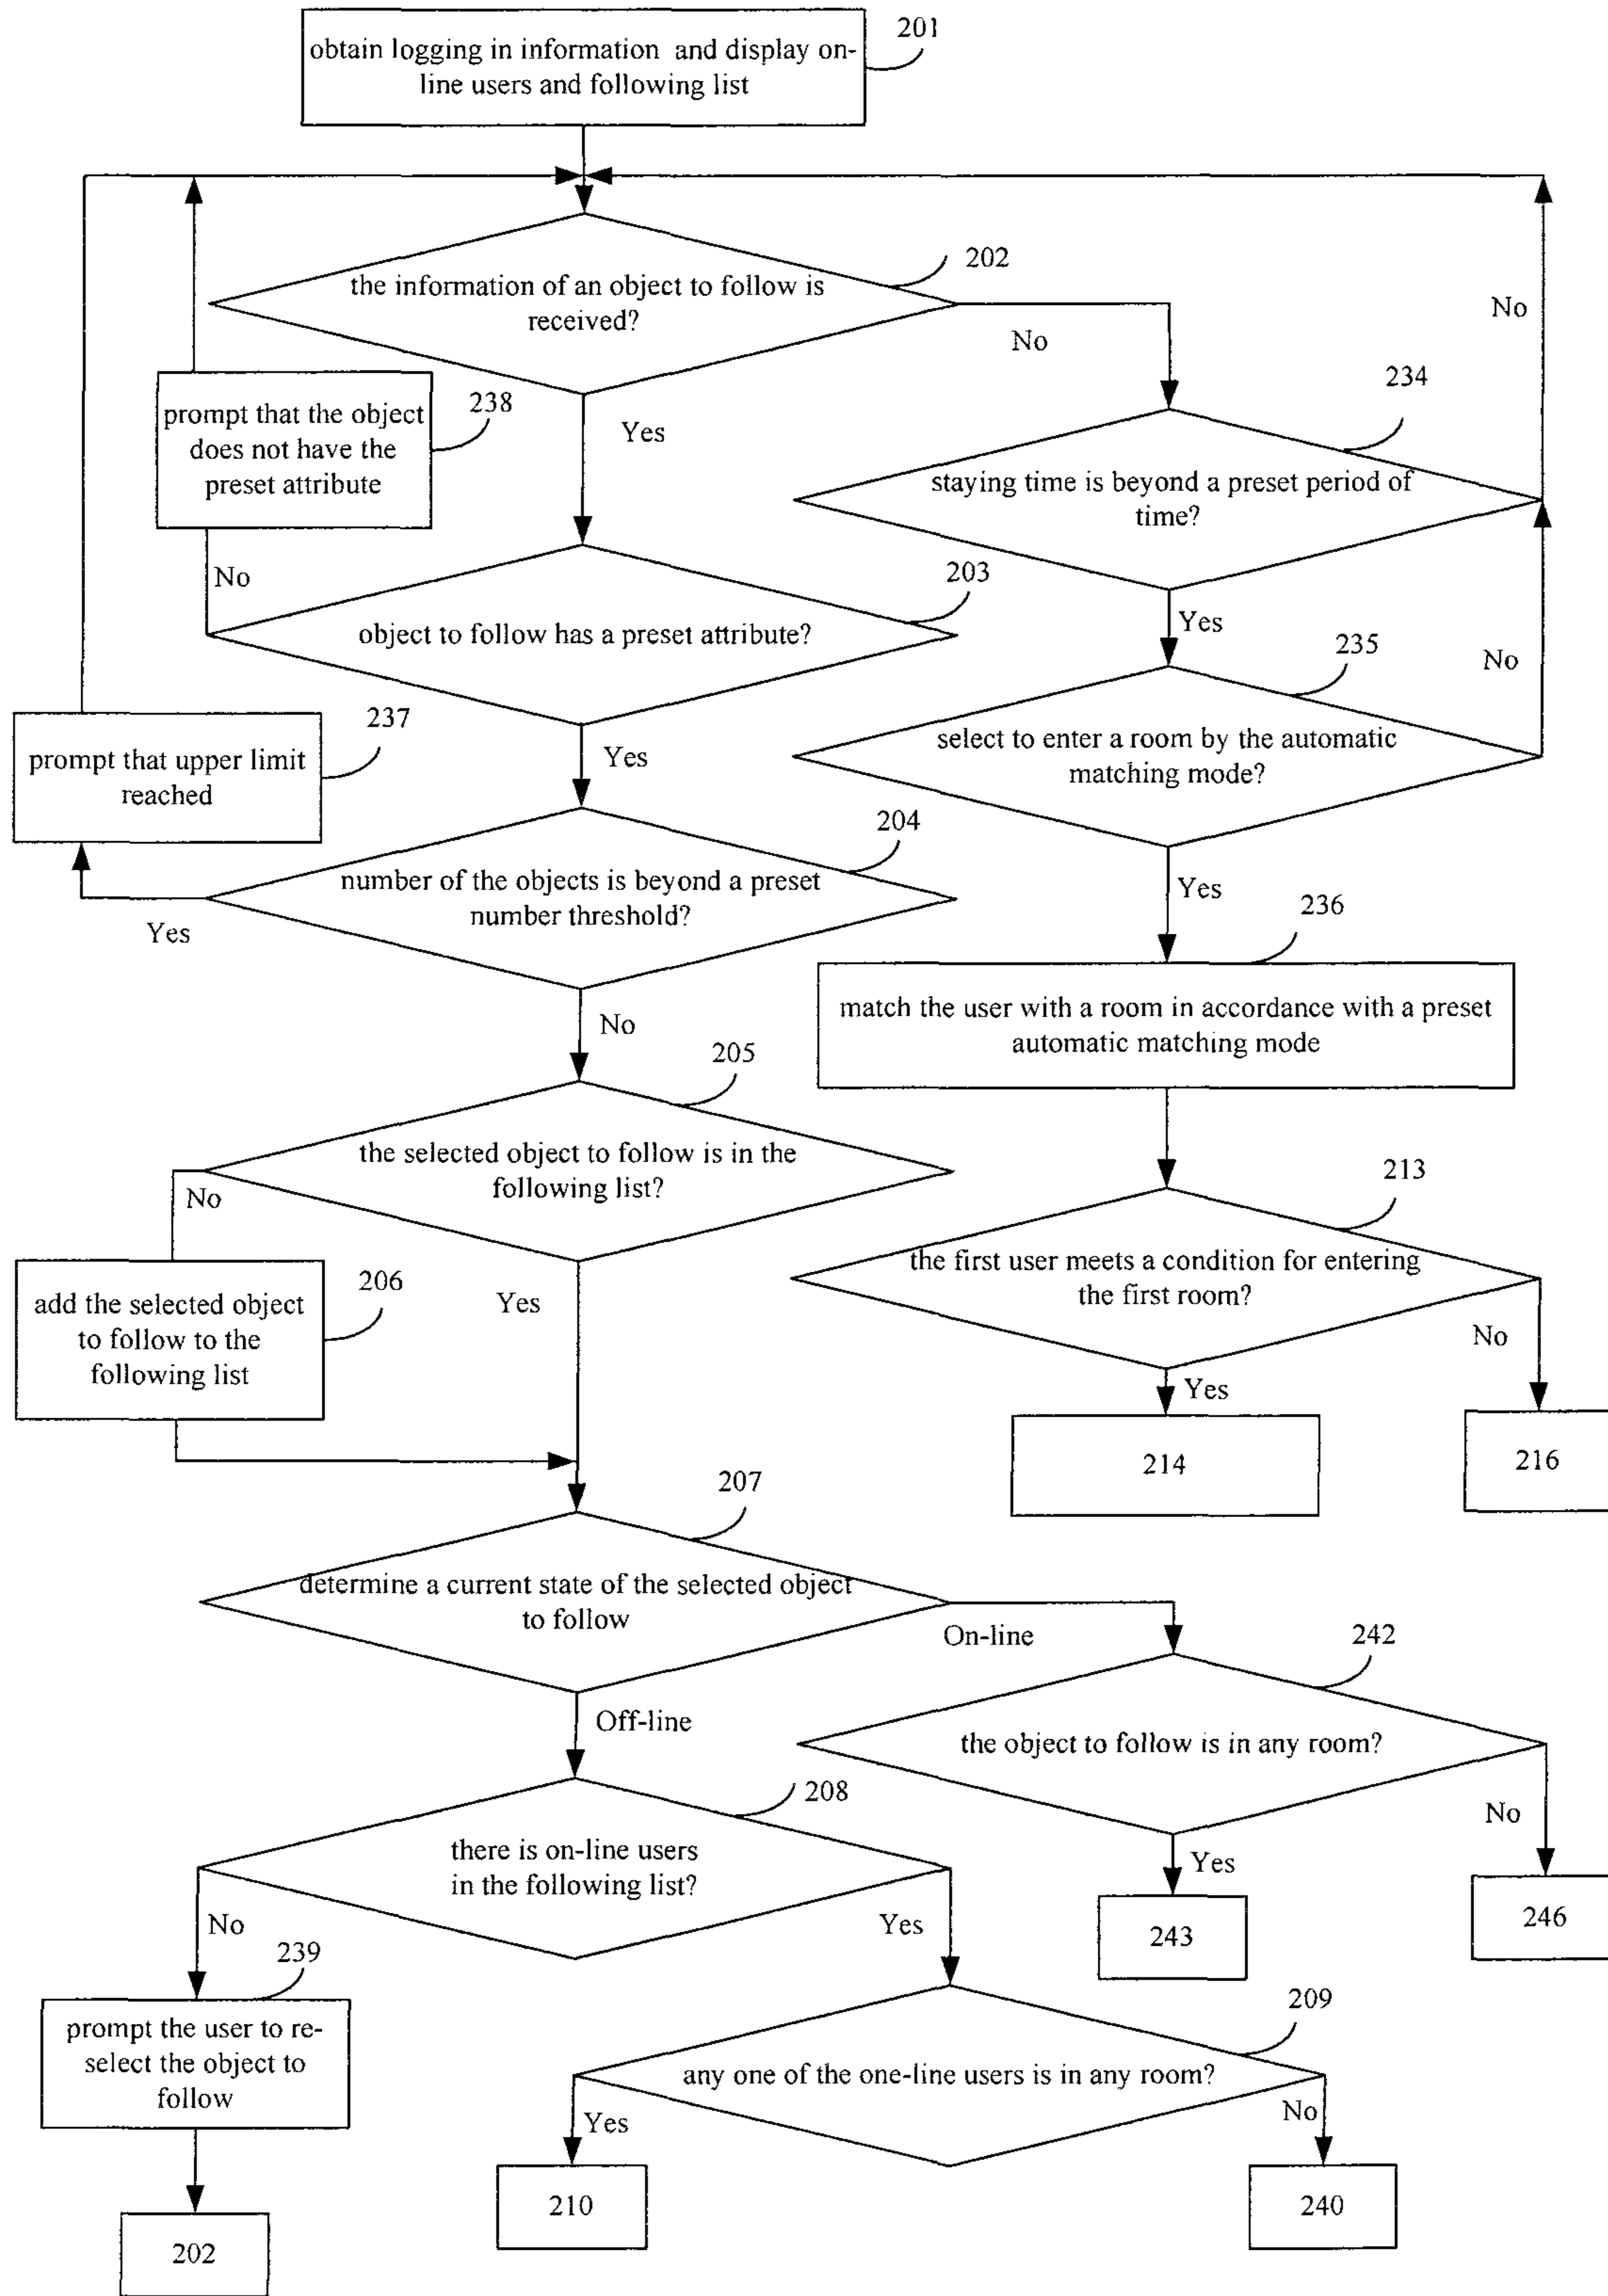 201
obtain logging in information and display on-
line users and following list
202
the information of an object to follow is
received?
No
No
234
238
prompt that the object
does not have the
preset attribute
Yes
staying time is beyond a preset period of
time?
No
203
object to follow has a preset attribute?
Yes
235
No
237
prompt that upper limit
reached
Yes
select to enter a room by the automatic
matching mode?
204
number of the objects is beyond a preset
number threshold?
Yes
Yes
236
match the user with a room in accordance with a preset
automatic matching mode
No
205
the selected object to follow is in the
following list?
No
213
the first user meets a condition for entering
the first room?
206
add the selected object
to follow to the
following list
Yes
No
Yes
214
216
207
determine a current state of the selected object
to follow
On-line
242
Off-line
the object to follow is in any room?
208
there is on-line users
in the following list?
No
Yes
243
246
No
Yes
239
prompt the user to re-
select the object to
follow
209
any one of the one-line users is in any room?
Yes
No
210
240
202